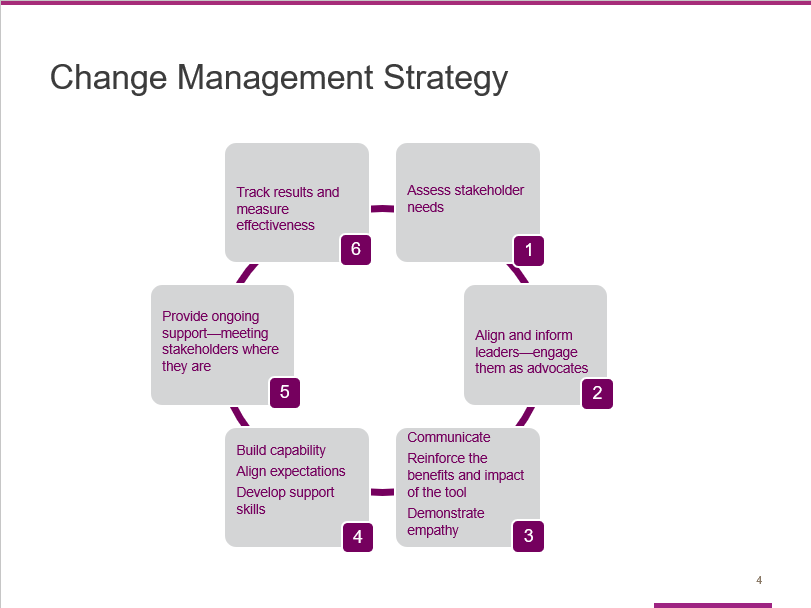 Change Management Strategy
Assess stakeholder
needs
1
Align and inform
leaders—engage
them as advocates
2
Communicate
Reinforce the
benefits and impact
of the tool
Demonstrate
empathy
3
Build capability
Align expectations
Develop support
skills
4
Provide ongoing
support—meeting
stakeholders where
they are
5
Track results and
measure
effectiveness
6
4